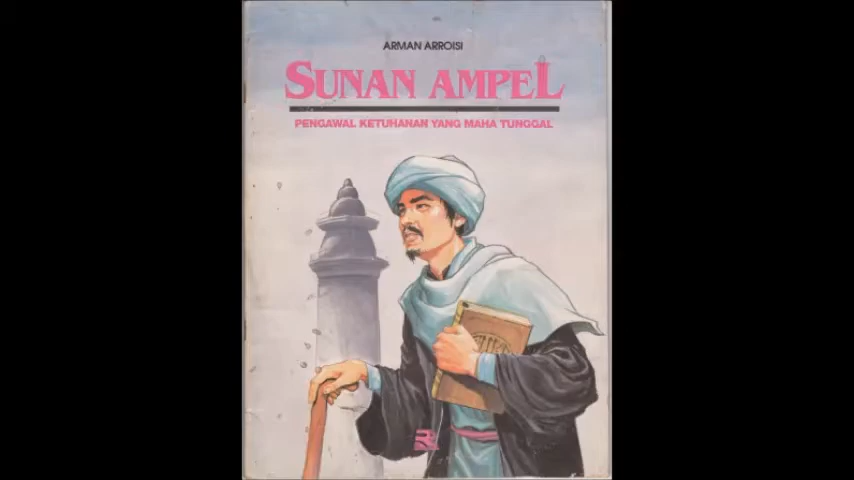 ARMAN ARROISI
SUNAN AMPEL
PENGAWAL KETUHANAN YANG MAHA TUNGGAL